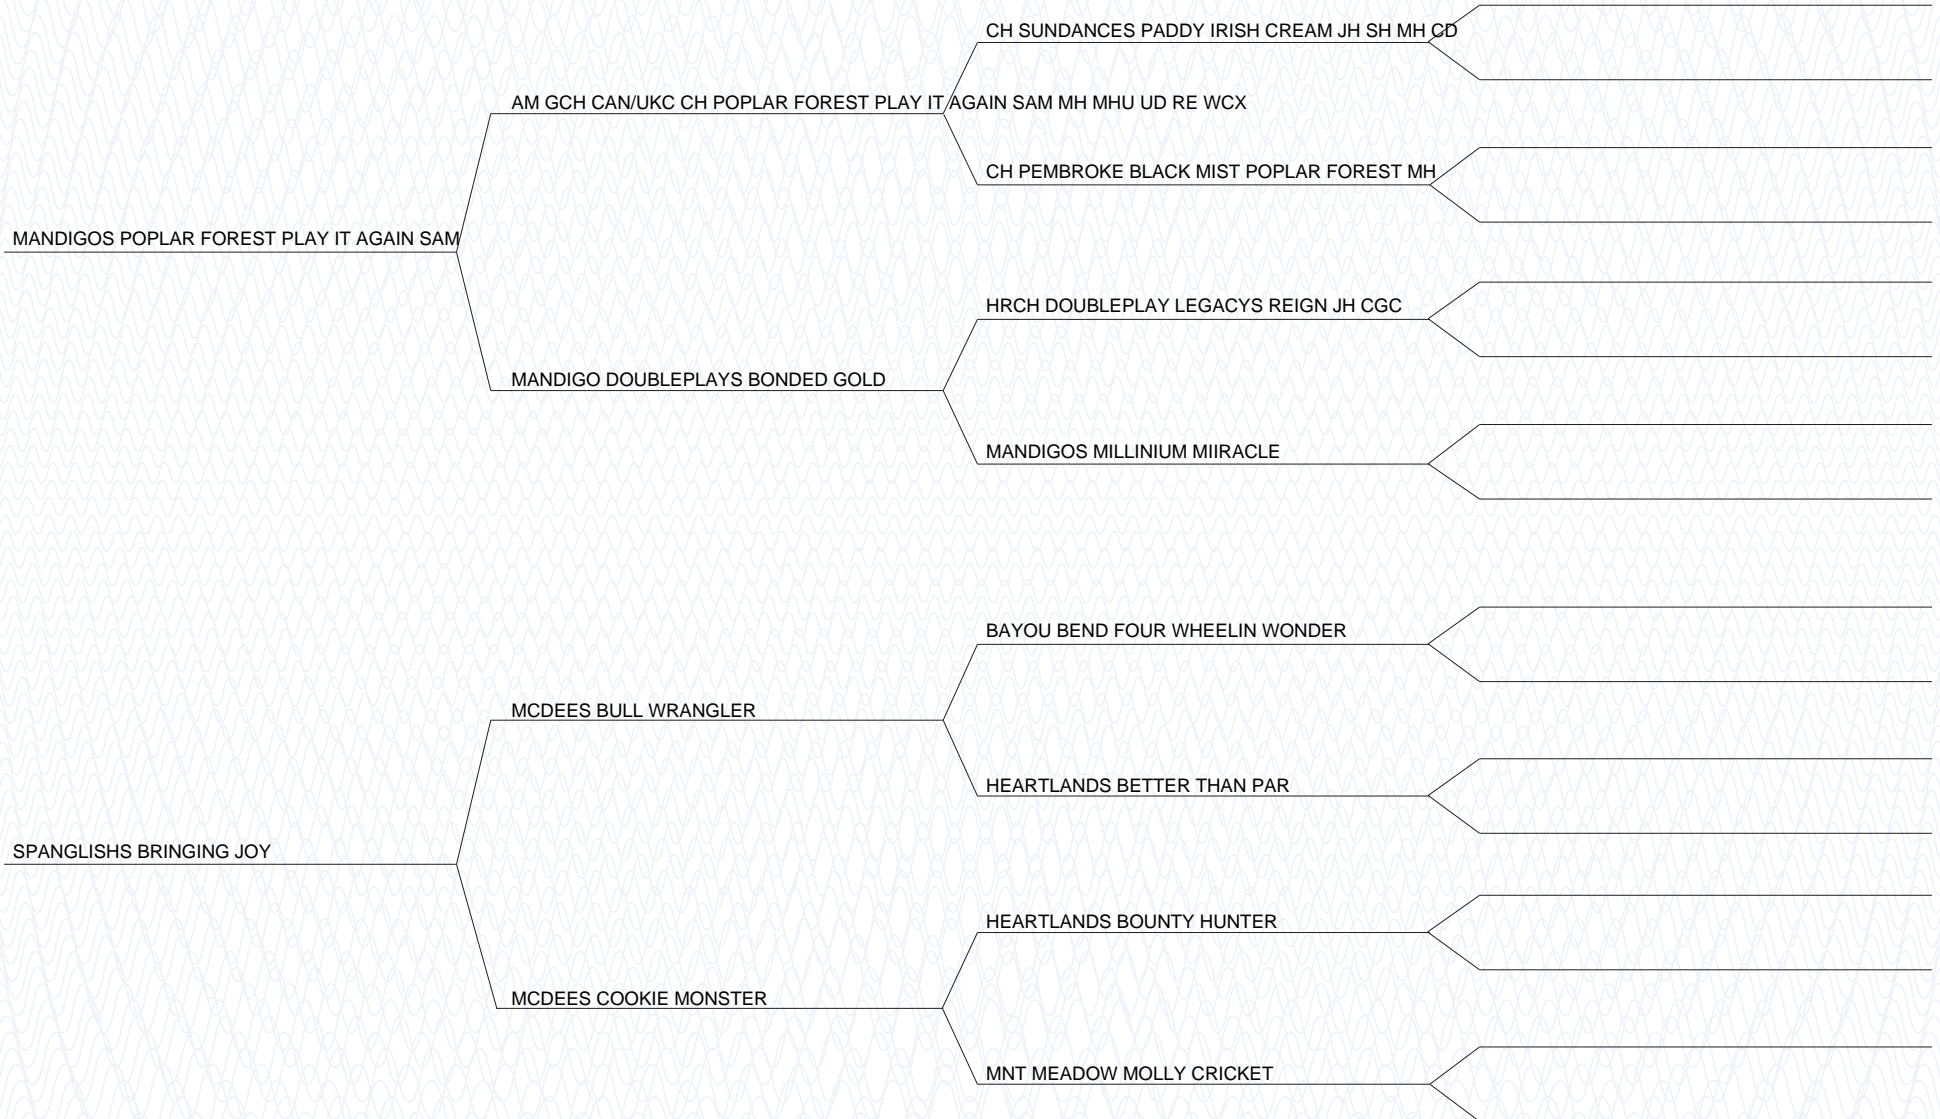 CH SUNDANCES PADDY IRISH CREAM JH SH MH CD
AM GCH CAN/UKC CH POPLAR FOREST PLAY IT AGAIN SAM MH MHU UD RE WCX
CH PEMBROKE BLACK MIST POPLAR FOREST MH
MANDIGOS POPLAR FOREST PLAY IT AGAIN SAM
HRCH DOUBLEPLAY LEGACYS REIGN JH CGC
MANDIGO DOUBLEPLAYS BONDED GOLD
MANDIGOS MILLINIUM MIIRACLE
BAYOU BEND FOUR WHEELIN WONDER
MCDEES BULL WRANGLER
HEARTLANDS BETTER THAN PAR
SPANGLISHS BRINGING JOY
HEARTLANDS BOUNTY HUNTER
MCDEES COOKIE MONSTER
MNT MEADOW MOLLY CRICKET